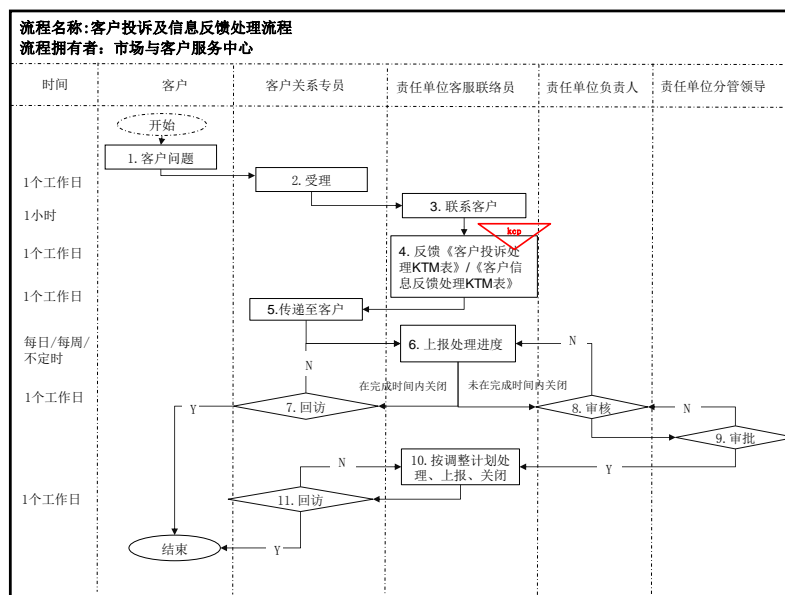 流程名称:客户投诉及信息反馈处理流程
流程拥有者：市场与客户服务中心
时间
客户
客户关系专员
责任单位客服联络员
责任单位负责人
责任单位分管领导
开始
1. 客户问题
1个工作日
2. 受理
3. 联系客户
1小时
kcp
1个工作日
4. 反馈《客户投诉处
理KTM表》/《客户信
息反馈处理KTM表》
1个工作日
5.传递至客户
每日/每周/
不定时
6. 上报处理进度
N
N
在完成时间内关闭
未在完成时间内关闭
1个工作日
Y
7. 回访
8. 审核
N
9. 审批
N
10. 按调整计划处
理、上报、关闭
Y
1个工作日
11. 回访
结束
Y